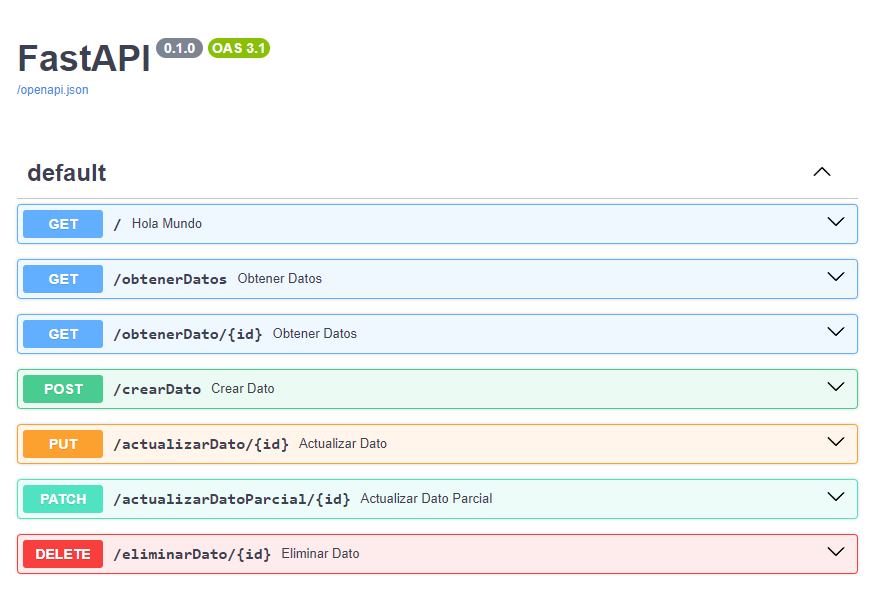 FastAPI 0.1.0 OAS 3.1
/openapi.json
default
GET / Hola Mundo
GET /obtenerDatos Obtener Datos
GET /obtenerDato/{id} Obtener Datos
POST /crearDato Crear Dato
PUT /actualizarDato/{id} Actualizar Dato
PATCH /actualizarDatoParcial/{id} Actualizar Dato Parcial
DELETE /eliminarDato/{id} Eliminar Dato